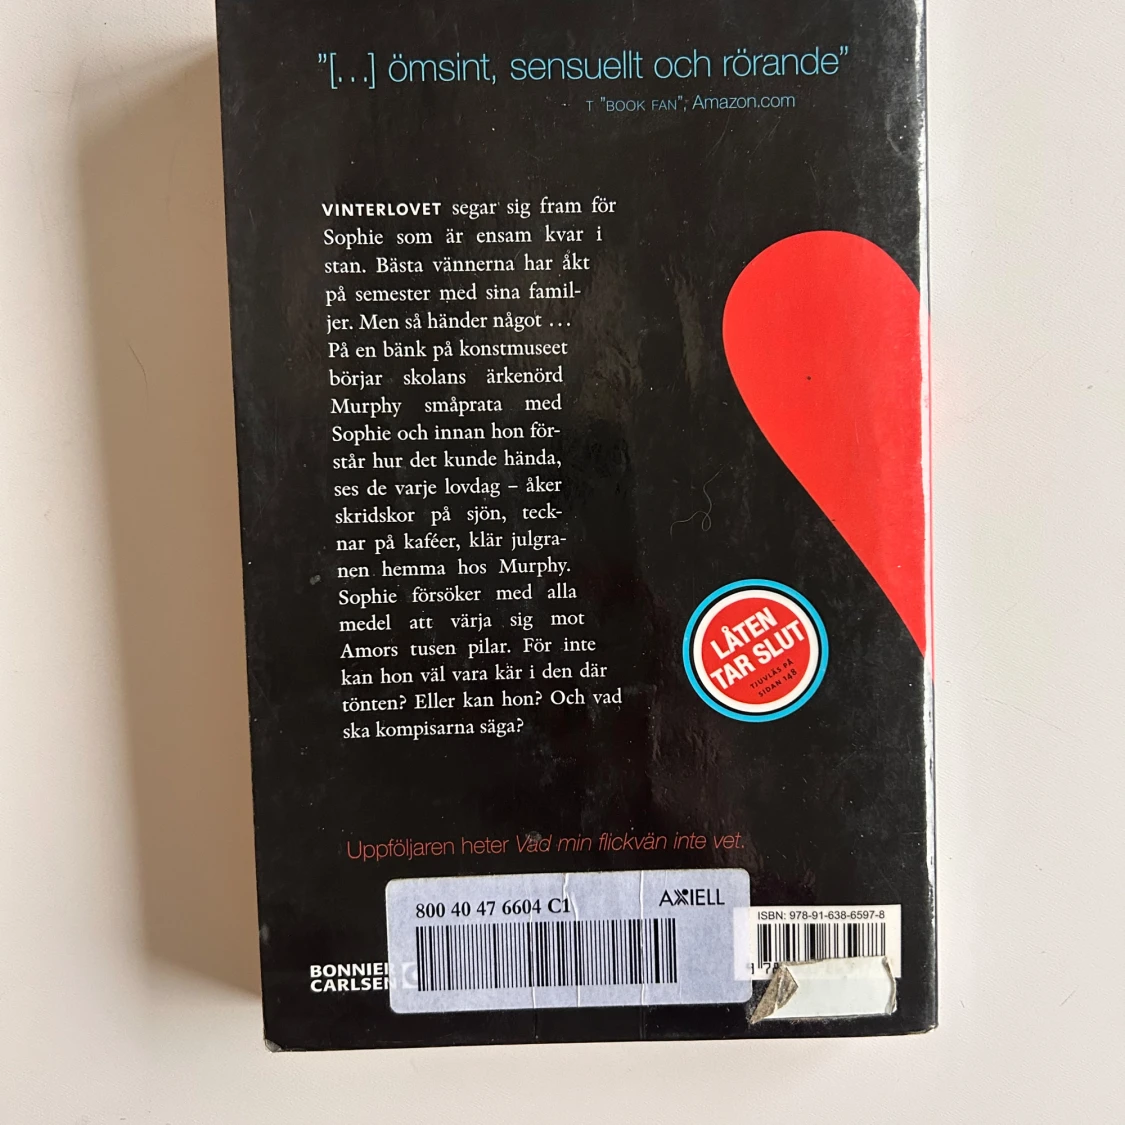 "[...] ömsint, sensuellt och rörande"
T "BOOK FAN", Amazon.com
VINTERLOVET segar sig fram för
Sophie som är ensam kvar i
stan. Bästa vännerna har åkt
på semester med sina famil-
jer. Men så händer något ...
På en bänk på konstmuseet
börjar skolans ärkenörd
Murphy småprata med
Sophie och innan hon för-
står hur det kunde hända,
ses de varje lovdag – åker
skridskor på sjön, teck-
nar på kaféer, klär julgra-
nen hemma hos Murphy.
Sophie försöker med alla
medel att värja sig mot
Amors tusen pilar. För inte
kan hon väl vara kär i den där
tönten? Eller kan hon? Och vad
ska kompisarna säga?
LÅTEN
TAR SLUT
TJUVLÄS PÅ
SIDAN 148
Uppföljaren heter Vad min flickvän inte vet.
800 40 47 6604 C1
AXIELL
ISBN: 978-91-638-6597-8
BONNIER
CARLSEN